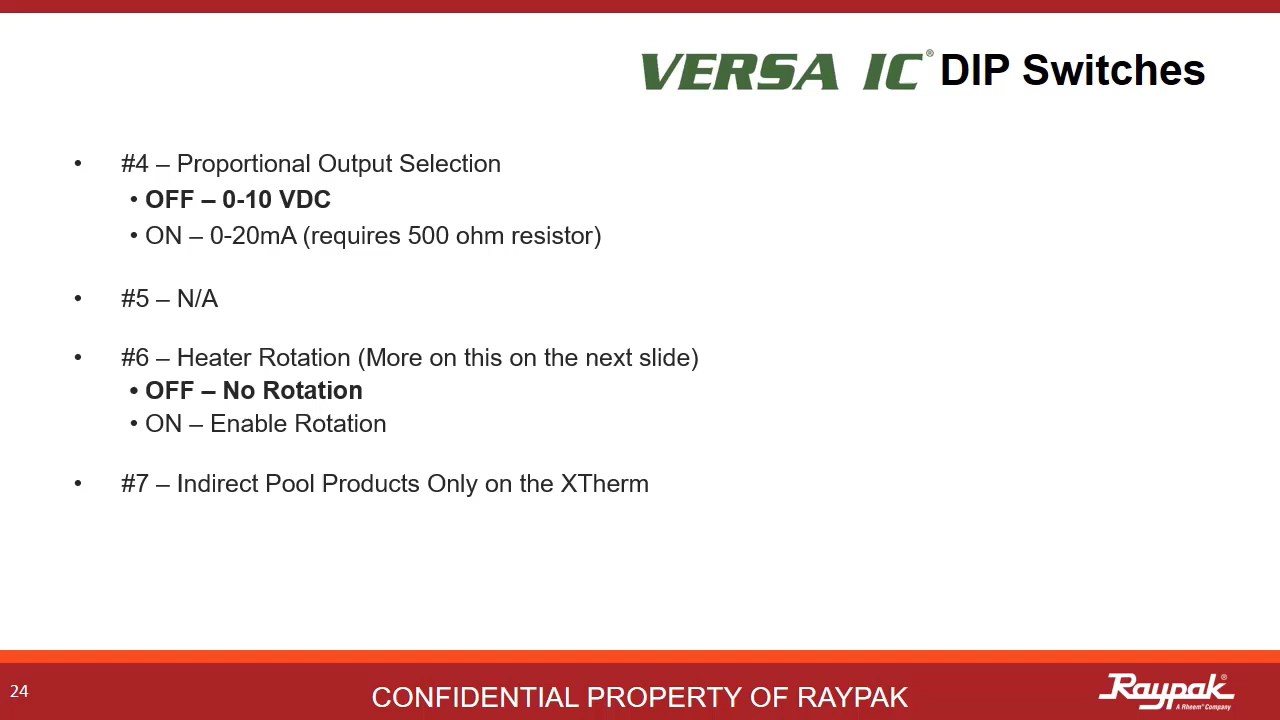 VERSA IC® DIP Switches
• #4 – Proportional Output Selection
• OFF – 0-10 VDC
• ON – 0-20mA (requires 500 ohm resistor)
• #5 – N/A
• #6 – Heater Rotation (More on this on the next slide)
• OFF – No Rotation
• ON – Enable Rotation
• #7 – Indirect Pool Products Only on the XTherm
24
CONFIDENTIAL PROPERTY OF RAYPAK
Raypak®
A Rheem® Company